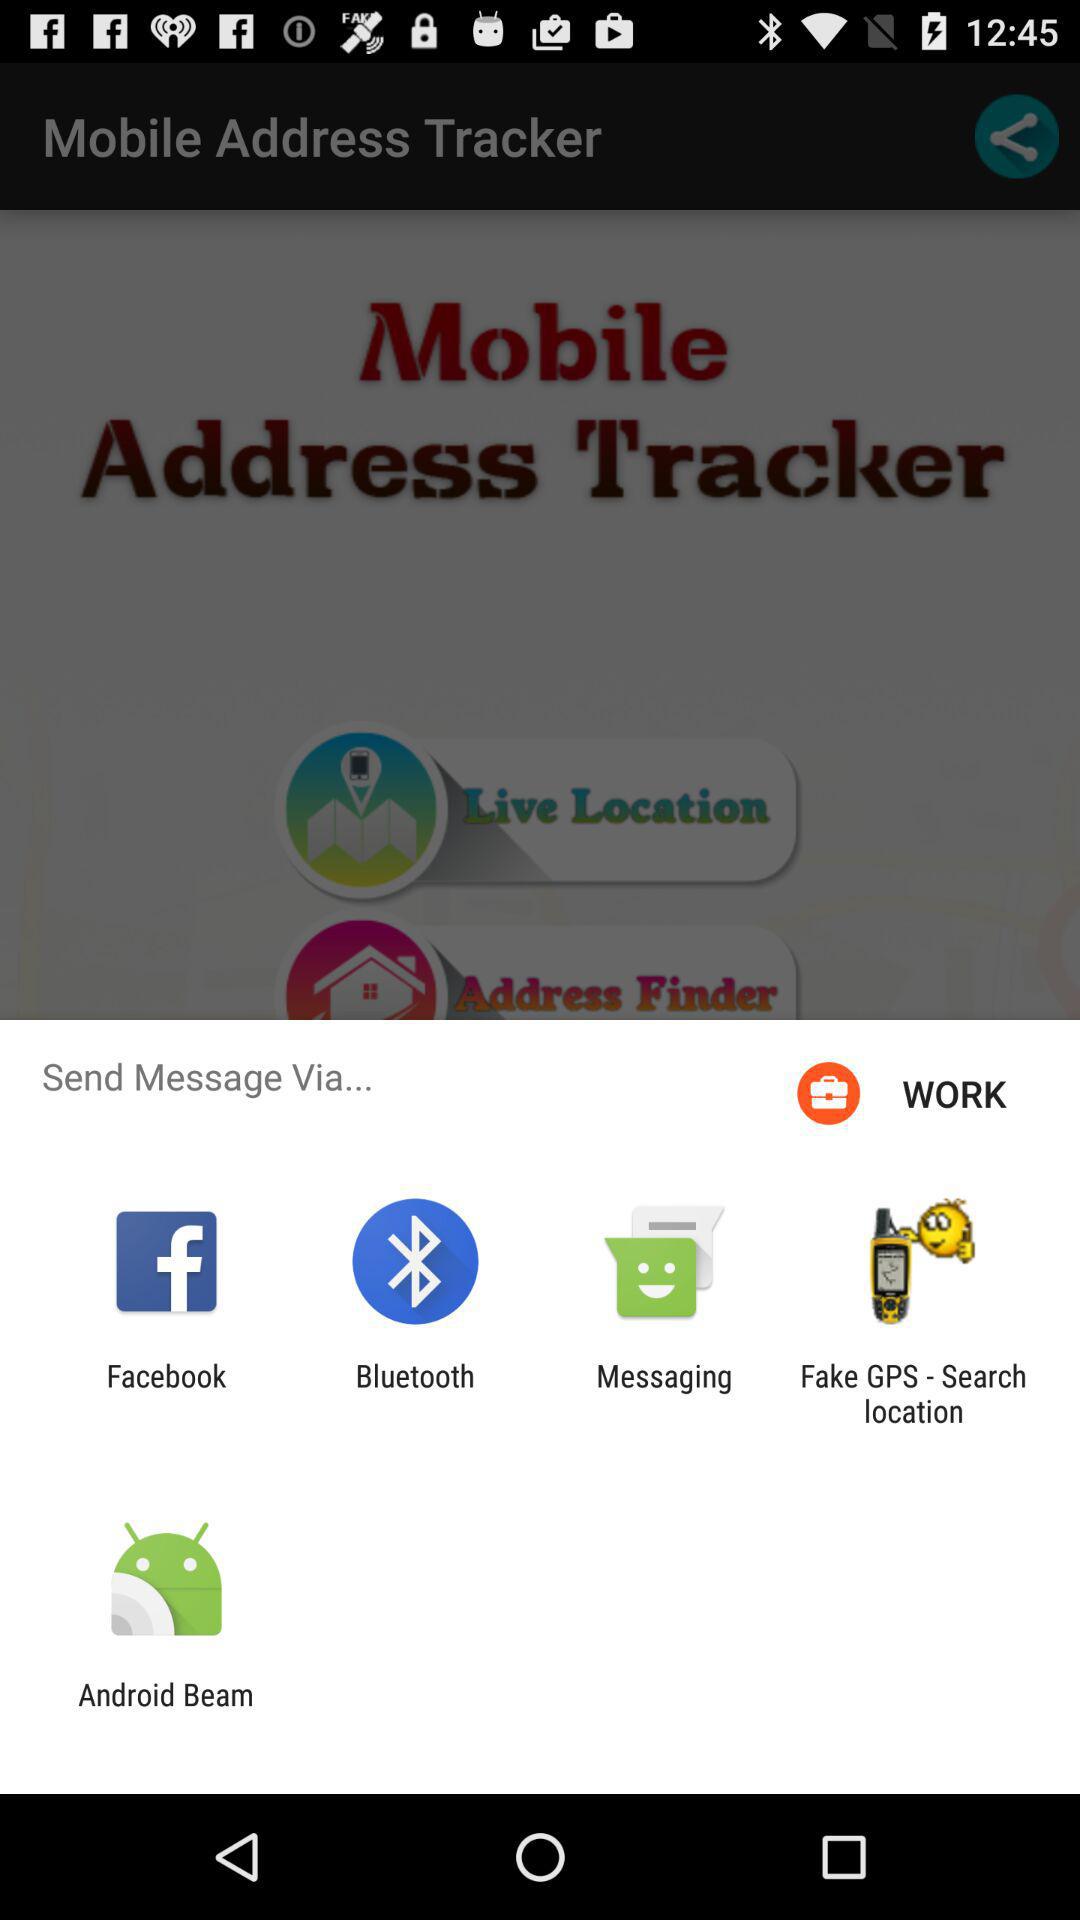 FAKE
12:45
Mobile Address Tracker
Mobile
Address Tracker
Live Location
Address Finder
Send Message Via...
WORK
Facebook
Bluetooth
Messaging
Fake GPS - Search
location
Android Beam